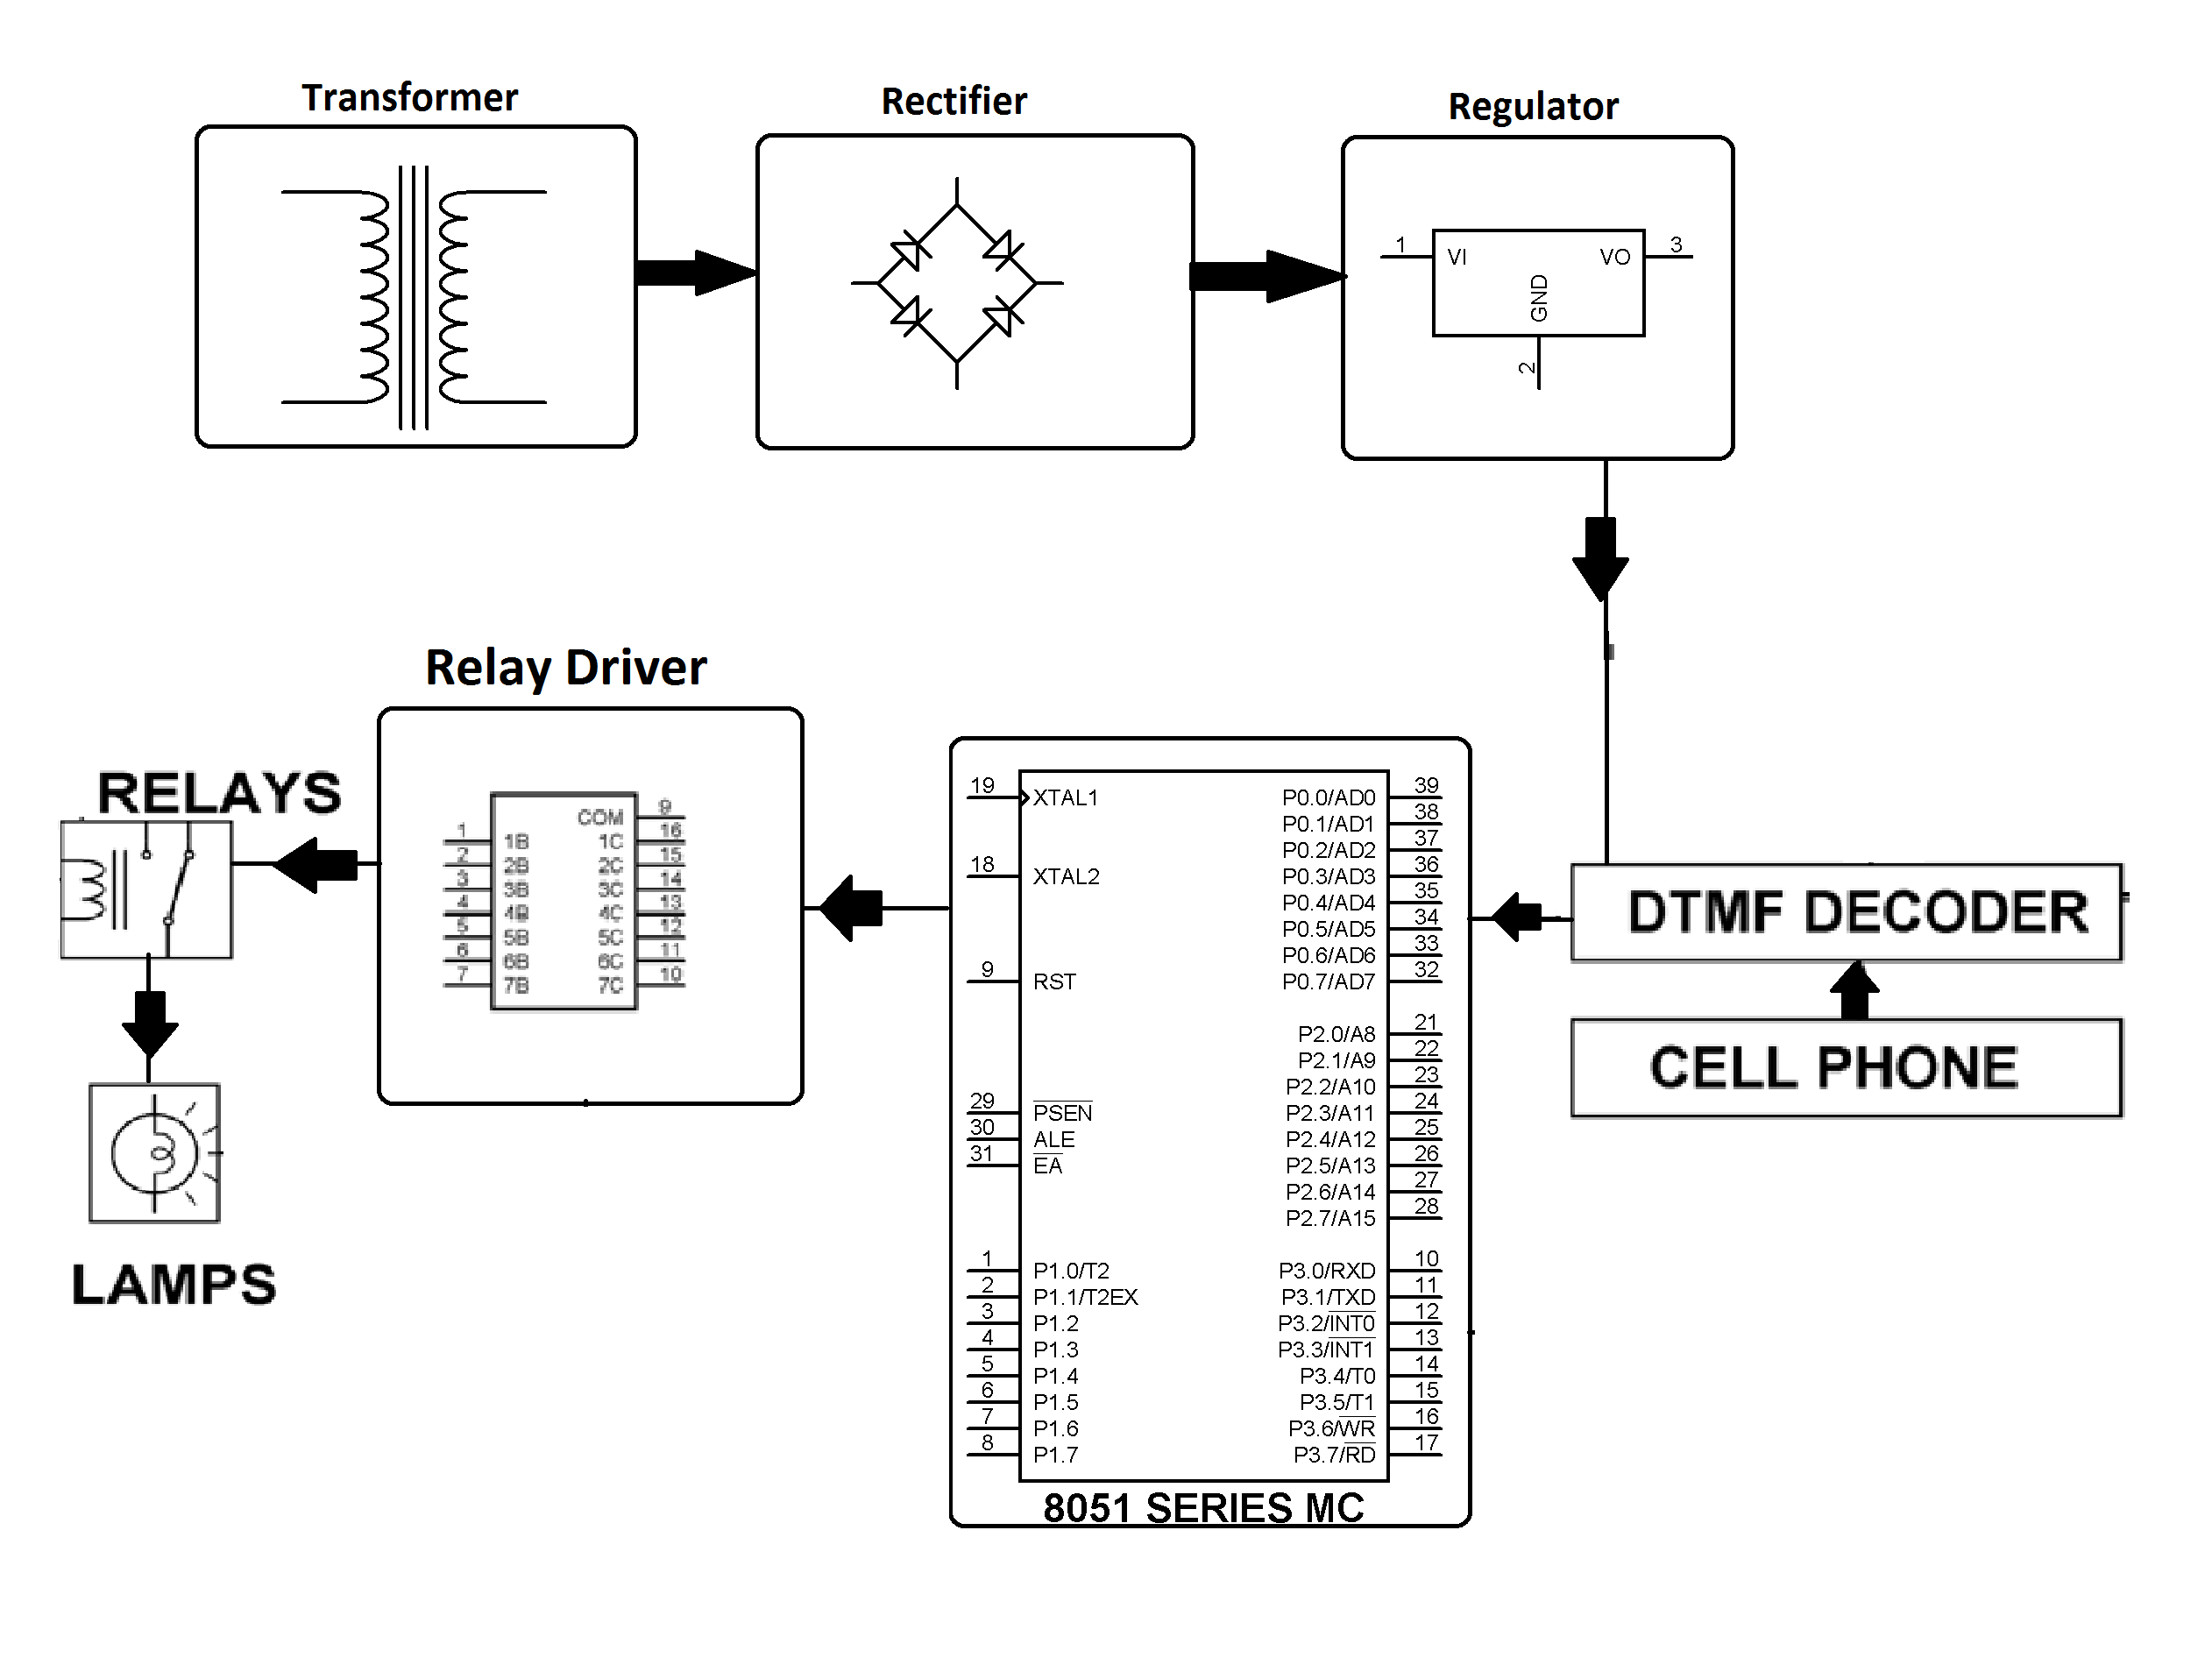 Transformer
Rectifier
Regulator
1
VI
VO
3
GND
2
Relay Driver
RELAYS
COM
9
1
1B
1C
16
2
2B
2C
15
3
3B
3C
14
4
4B
4C
13
5
5B
5C
12
6
6B
6C
11
7
7B
7C
10
LAMPS
19
XTAL1
P0.0/AD0
39
P0.1/AD1
38
P0.2/AD2
37
18
XTAL2
P0.3/AD3
36
P0.4/AD4
35
P0.5/AD5
34
P0.6/AD6
33
9
RST
P0.7/AD7
32
P2.0/A8
21
P2.1/A9
22
P2.2/A10
23
29
PSEN
P2.3/A11
24
30
ALE
P2.4/A12
25
31
EA
P2.5/A13
26
P2.6/A14
27
P2.7/A15
28
1
P1.0/T2
P3.0/RXD
10
2
P1.1/T2EX
P3.1/TXD
11
3
P1.2
P3.2/INT0
12
4
P1.3
P3.3/INT1
13
5
P1.4
P3.4/T0
14
6
P1.5
P3.5/T1
15
7
P1.6
P3.6/WR
16
8
P1.7
P3.7/RD
17
8051 SERIES MC
DTMF DECODER
CELL PHONE